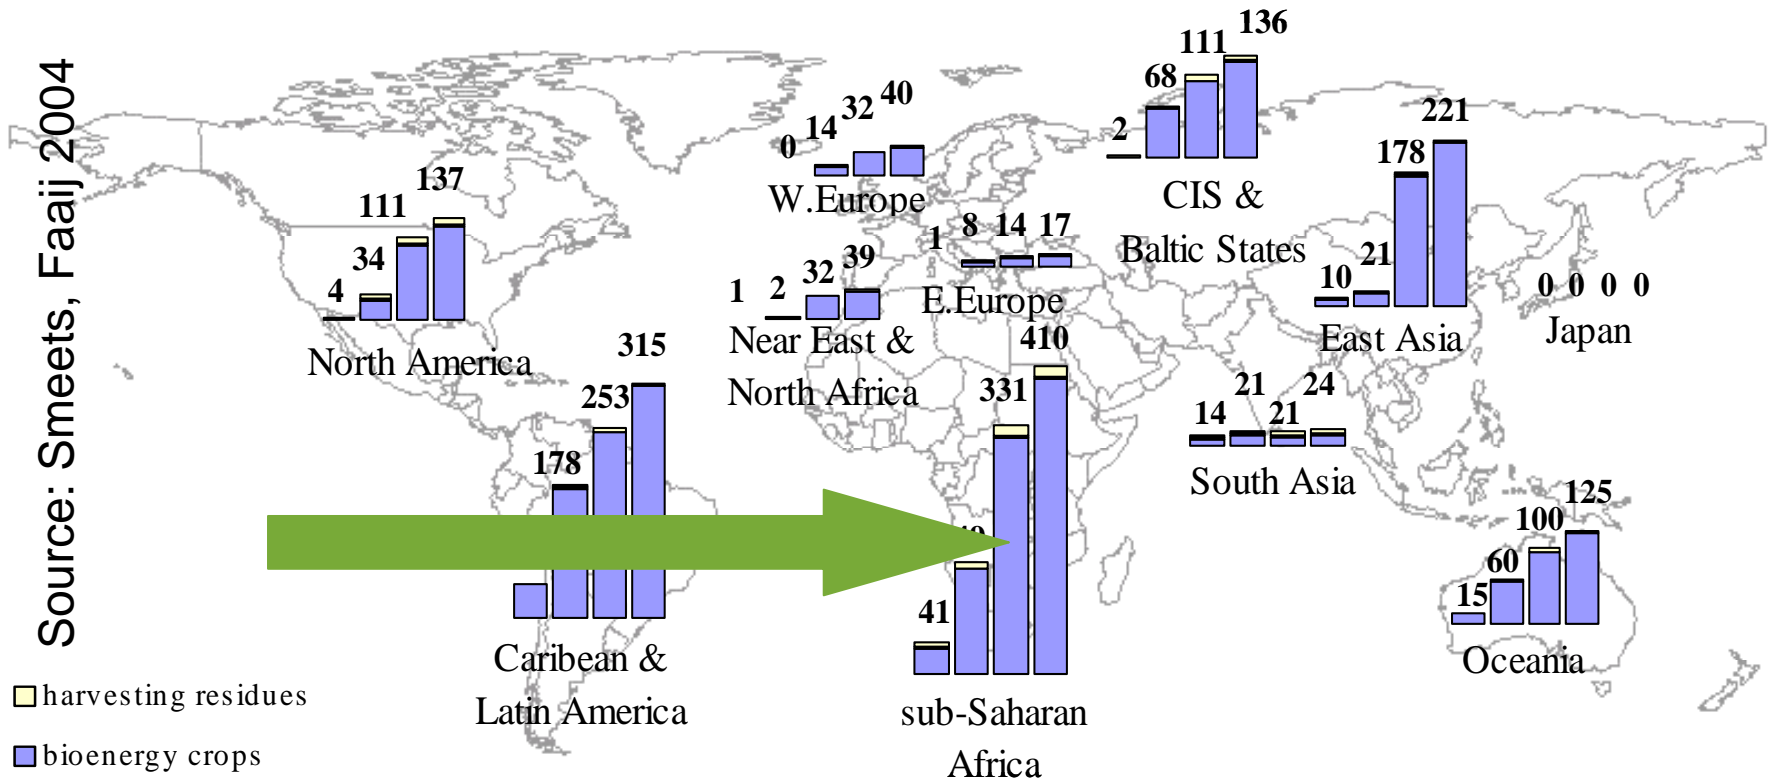 Source: Smeets, Faaij 2004
136
111
68
2
40
32
14
0
W.Europe
CIS &
Baltic States
221
178
21
10
East Asia
0 0 0 0
Japan
137
111
34
4
North America
17
14
8
1
E.Europe
39
32
2
1
Near East &
North Africa
315
253
178
Caribean &
Latin America
410
331
41
sub-Saharan
Africa
14
21
21
24
South Asia
125
100
60
15
Oceania
harvesting residues
bioenergy crops